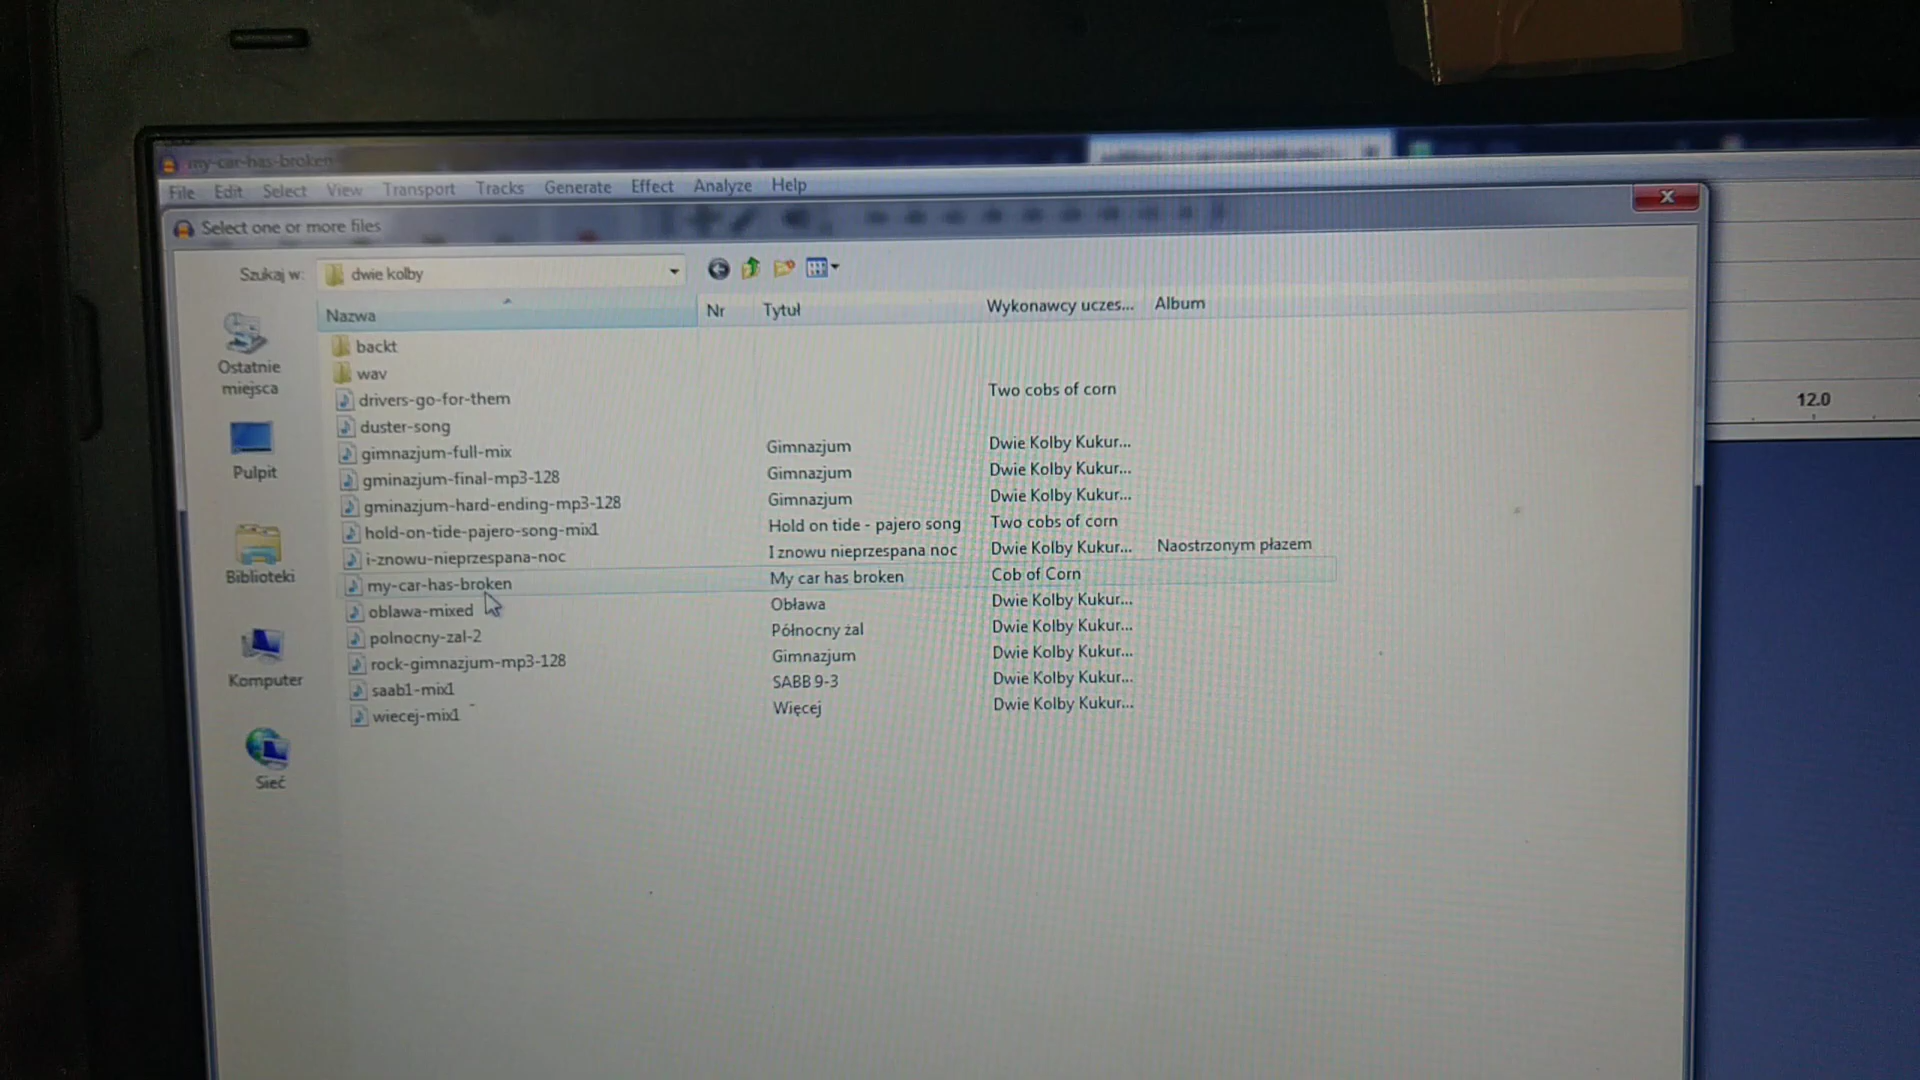 my-car-has-broken
File Edit Select View Transport Tracks Generate Effect Analyze Help
Select one or more files
Szukaj w: dwie kolby
Nazwa Nr Tytuł Wykonawcy uczes... Album
backt
wav
drivers-go-for-them Two cobs of corn
duster-song
gimnazjum-full-mix Gimnazjum Dwie Kolby Kukur...
gminazjum-final-mp3-128 Gimnazjum Dwie Kolby Kukur...
gminazjum-hard-ending-mp3-128 Gimnazjum Dwie Kolby Kukur...
hold-on-tide-pajero-song-mix1 Hold on tide - pajero song Two cobs of corn
i-znowu-nieprzespana-noc I znowu nieprzespana noc Dwie Kolby Kukur... Naostrzonym płazem
my-car-has-broken My car has broken Cob of Corn
oblawa-mixed Obława Dwie Kolby Kukur...
polnocny-zal-2 Północny żal Dwie Kolby Kukur...
rock-gimnazjum-mp3-128 Gimnazjum Dwie Kolby Kukur...
saab1-mix1 SABB 9-3 Dwie Kolby Kukur...
wiecej-mix1 Więcej Dwie Kolby Kukur...
Ostatnie
miejsca
Pulpit
Biblioteki
Komputer
Sieć
12.0